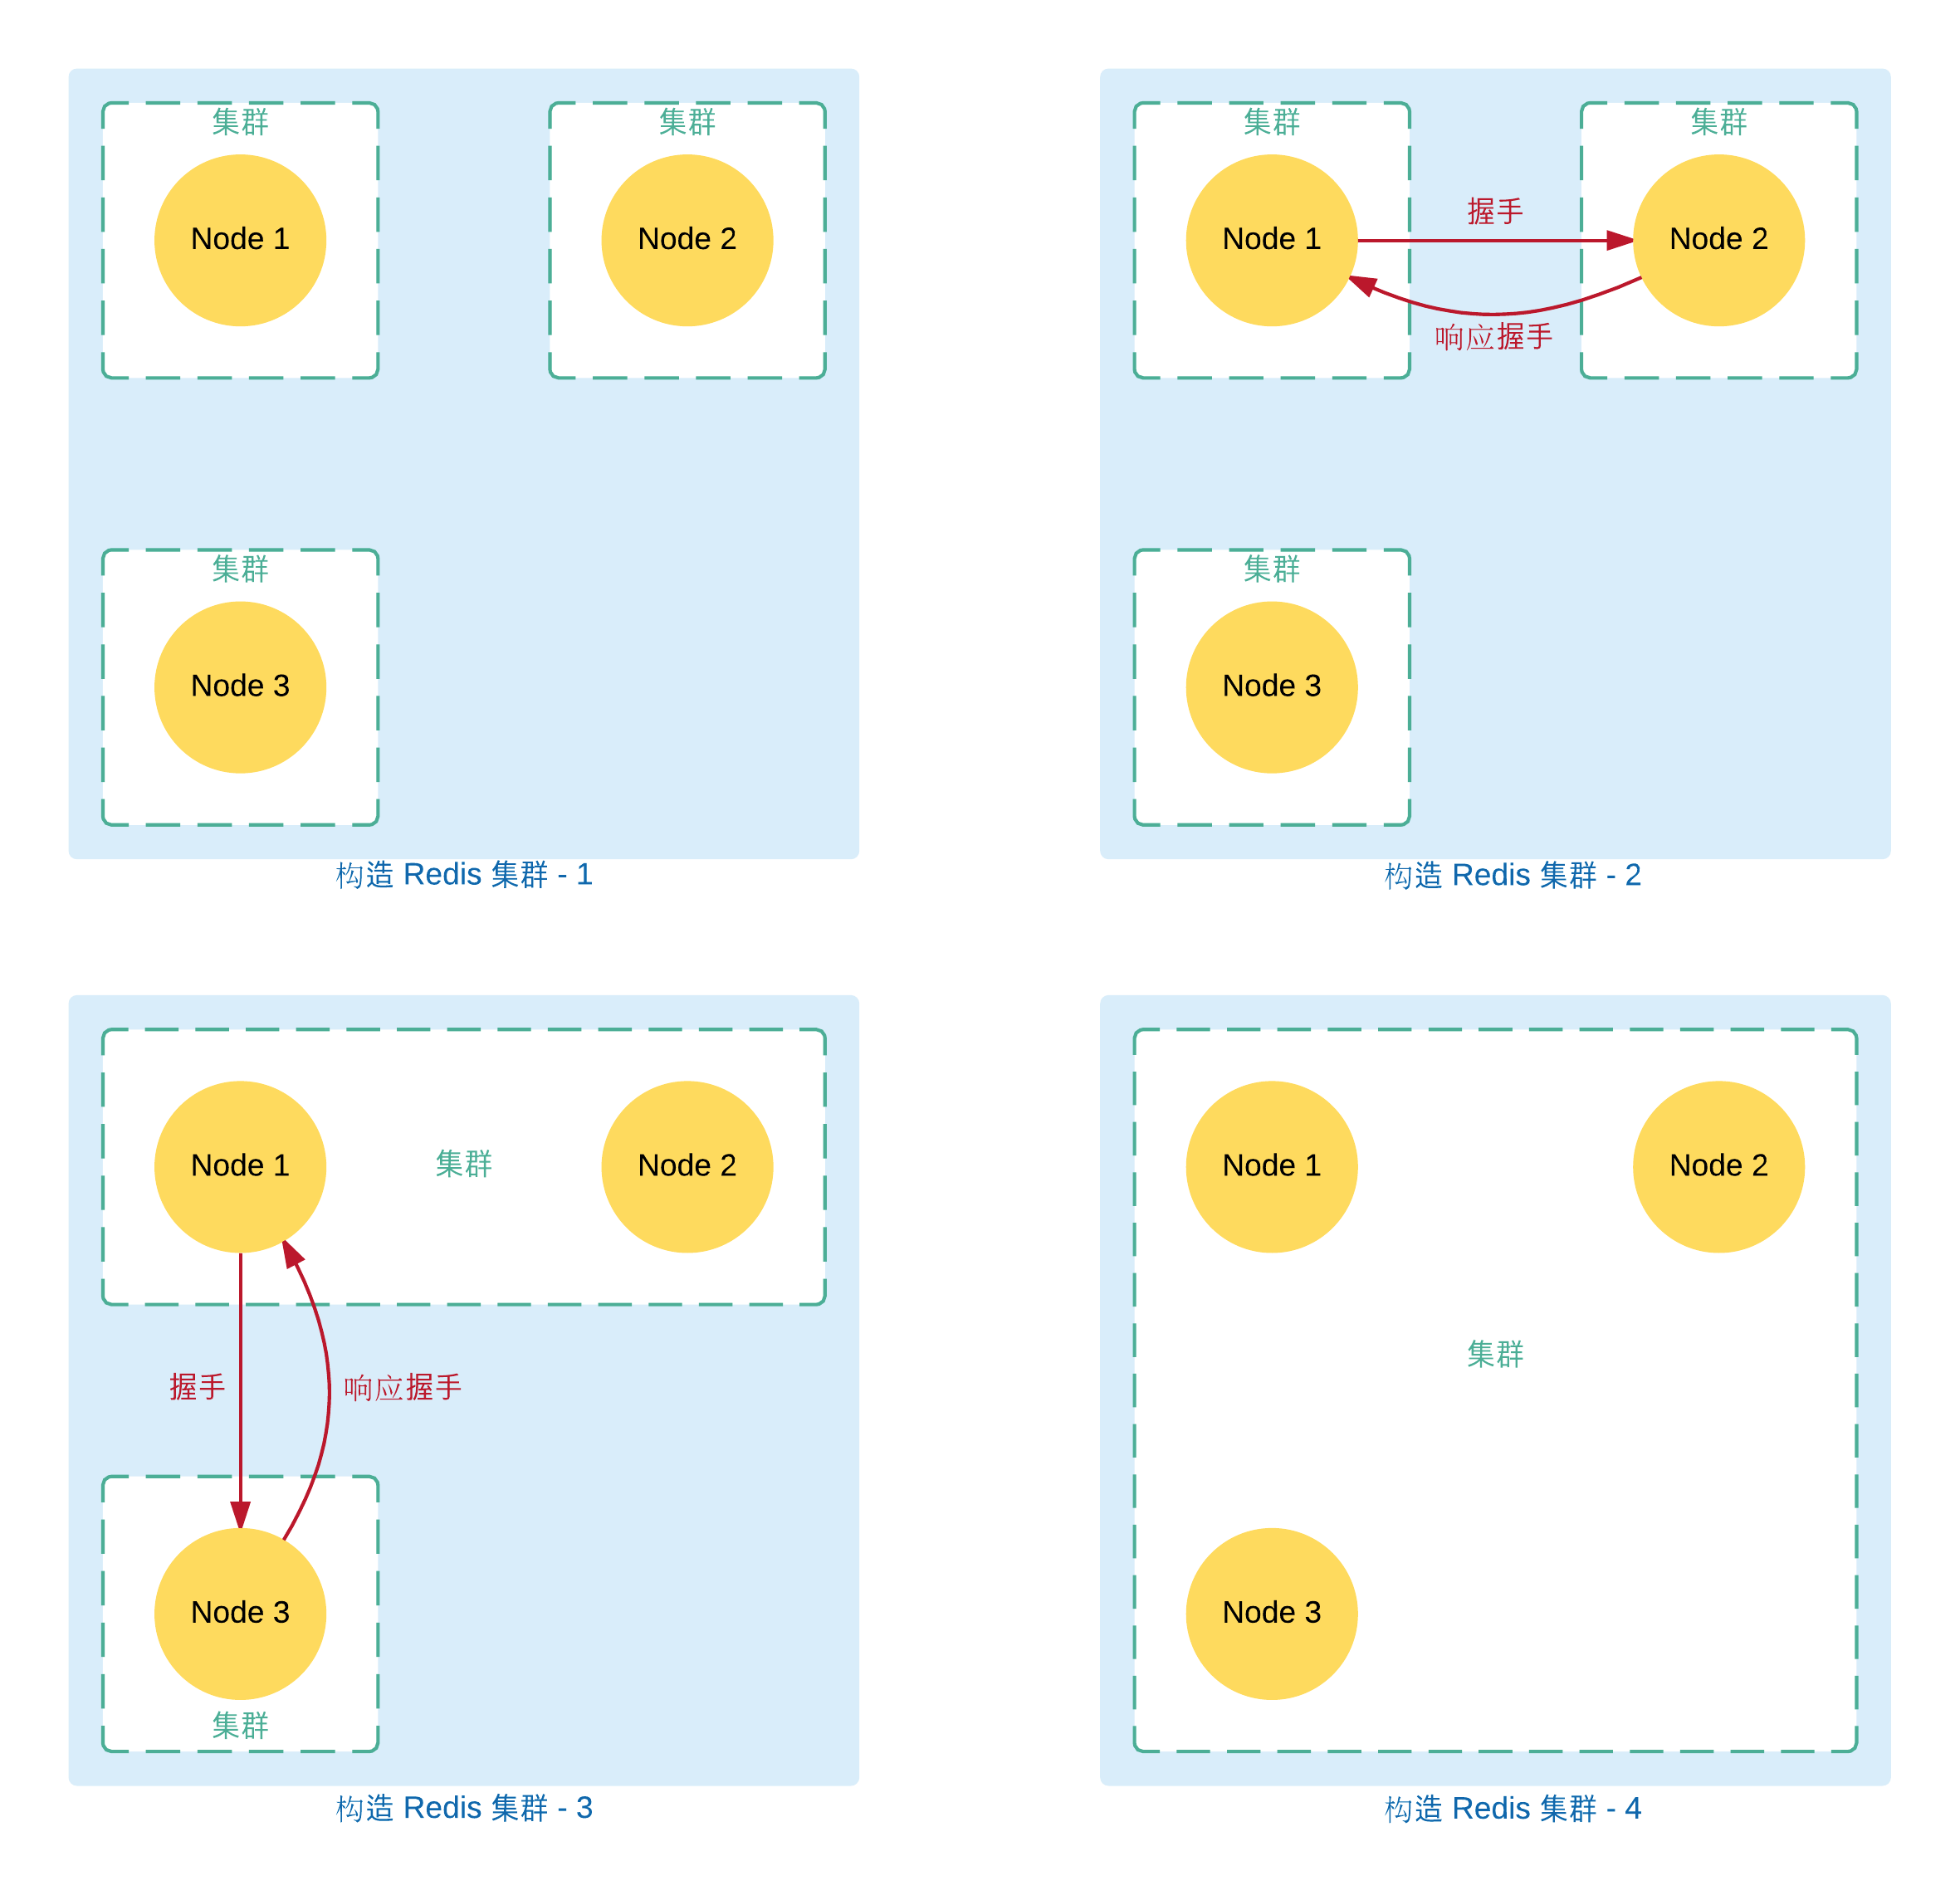 集群
集群
Node 1
Node 2
集群
Node 3
构造 Redis 集群 - 1
集群
集群
握手
Node 1
Node 2
响应握手
集群
Node 3
构造 Redis 集群 - 2
Node 1
集群
Node 2
握手
响应握手
Node 3
集群
构造 Redis 集群 - 3
Node 1
Node 2
集群
Node 3
构造 Redis 集群 - 4